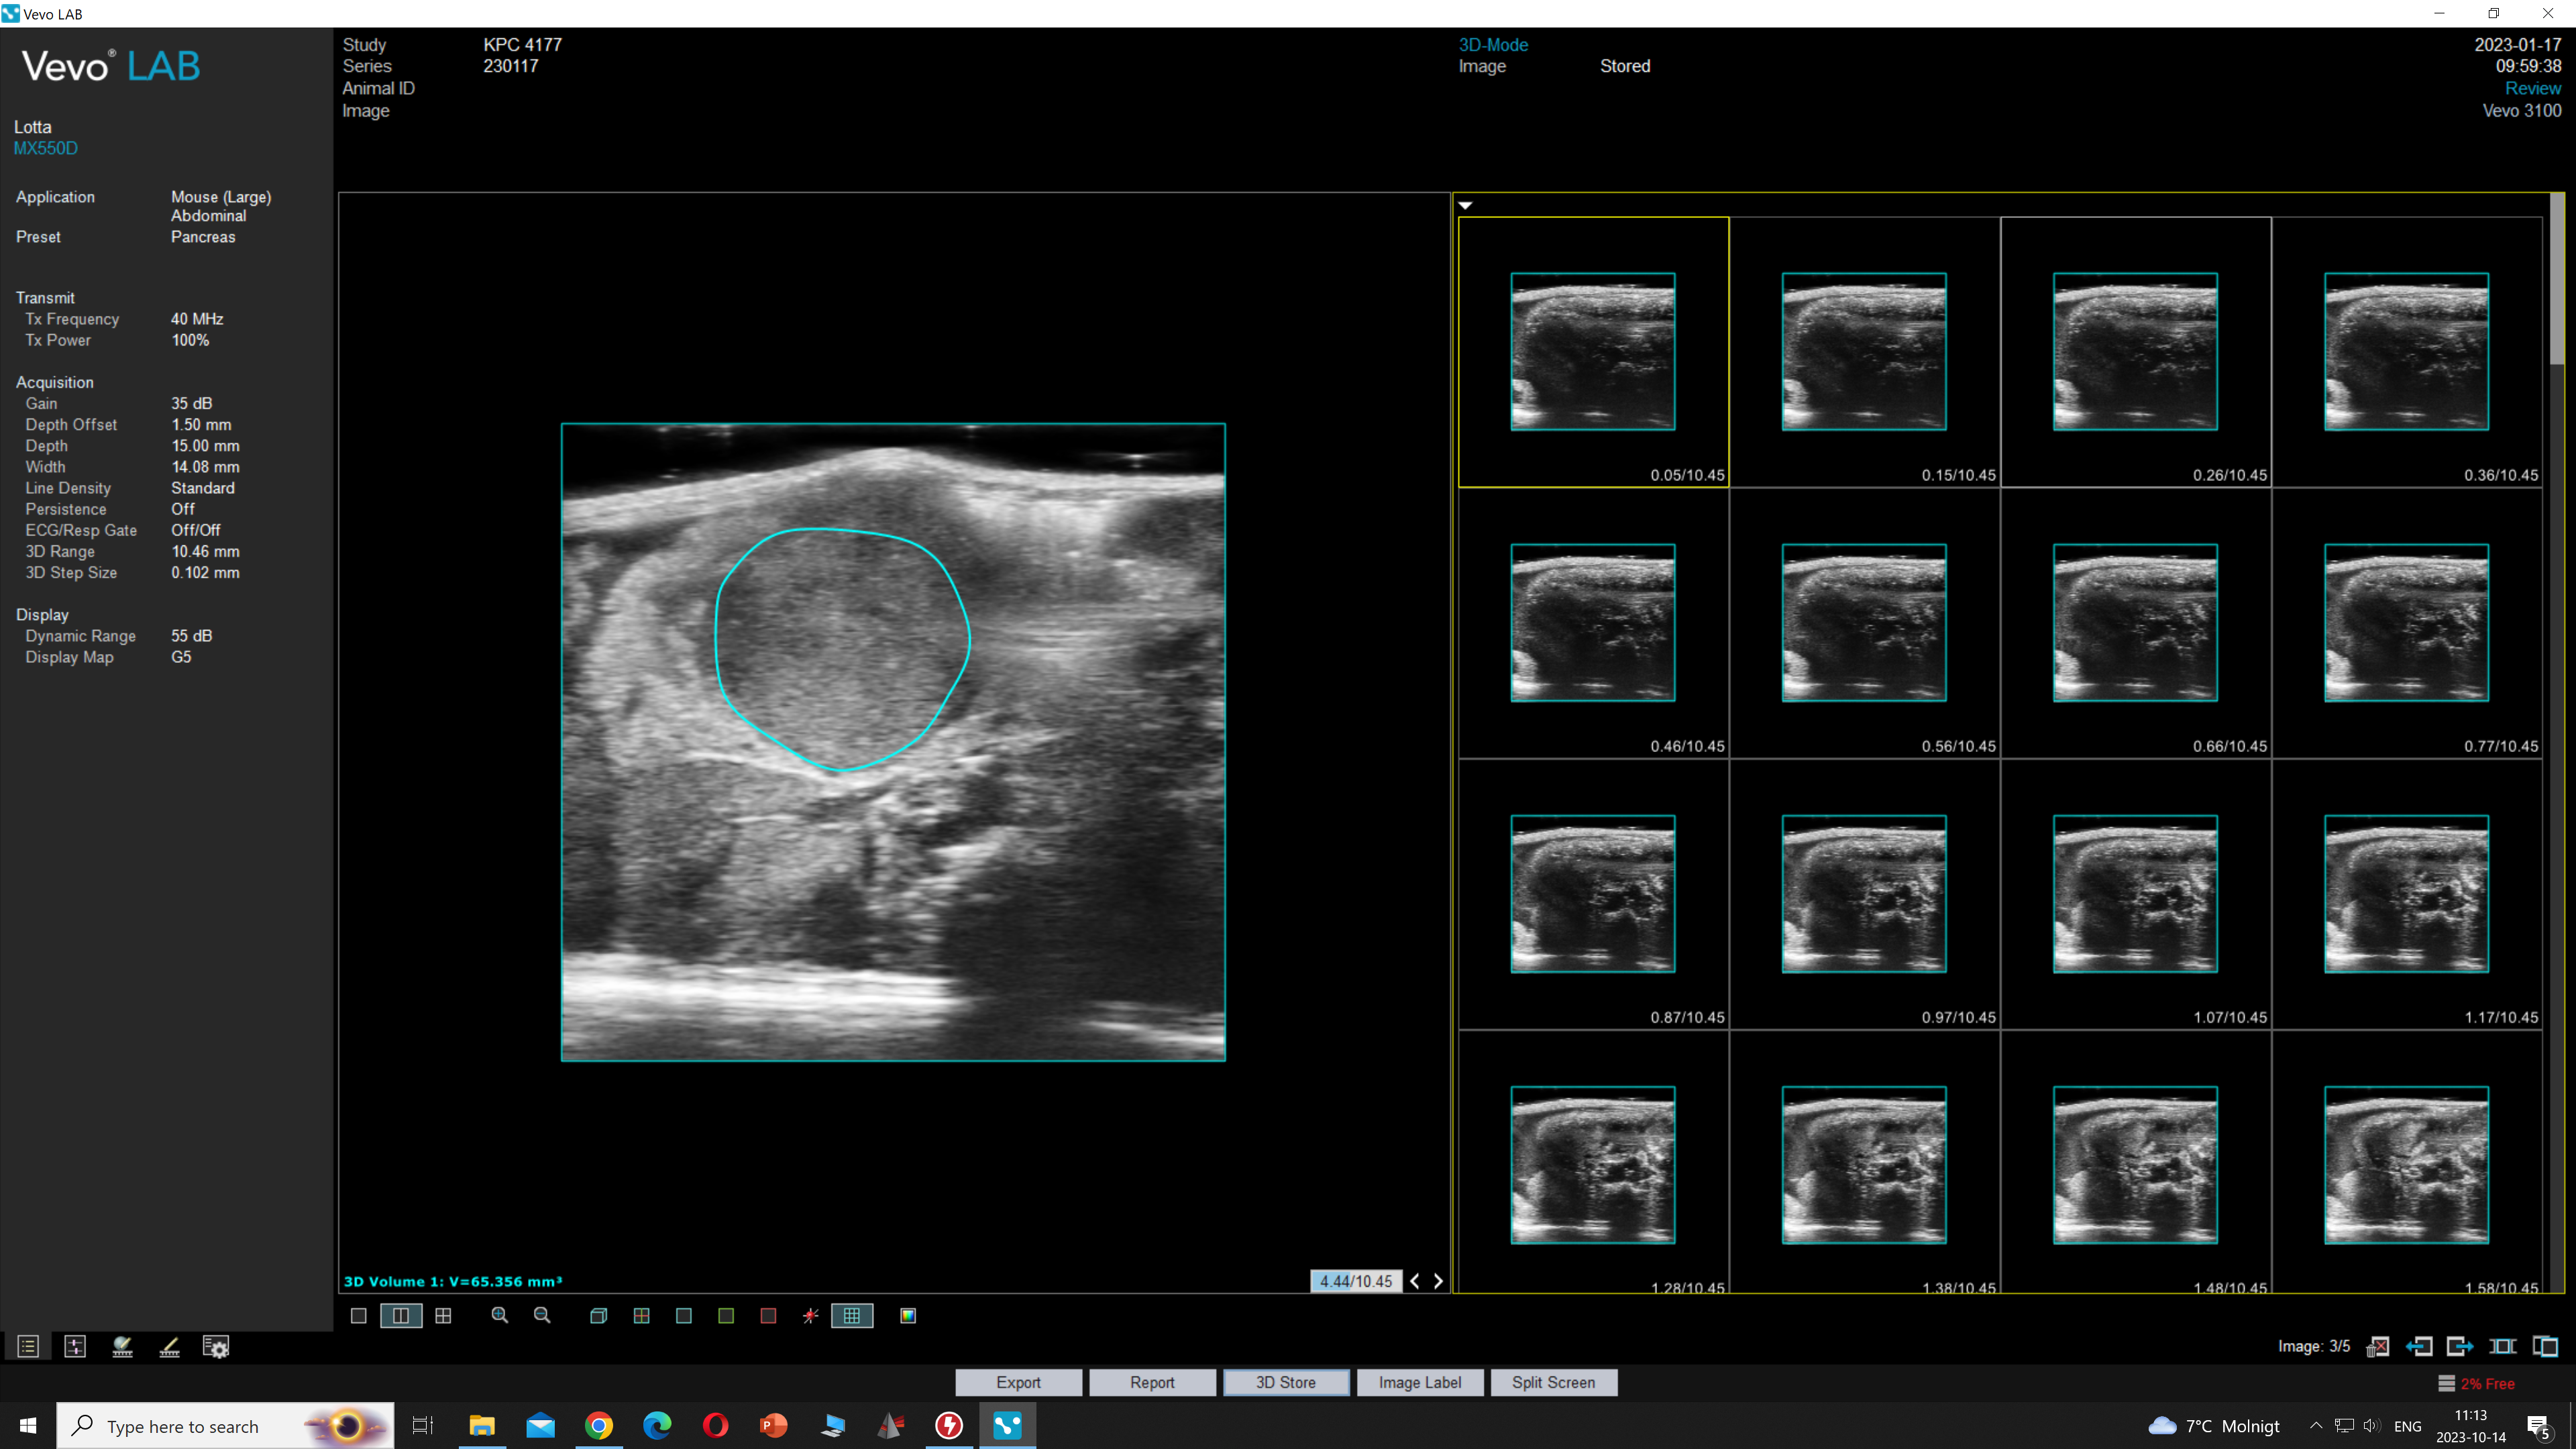 Vevo LAB
Vevo® LAB
Lotta
MX550D
Application Mouse (Large)
Abdominal
Preset Pancreas
Transmit
Tx Frequency 40 MHz
Tx Power 100%
Acquisition
Gain 35 dB
Depth Offset 1.50 mm
Depth 15.00 mm
Width 14.08 mm
Line Density Standard
Persistence Off
ECG/Resp Gate Off/Off
3D Range 10.46 mm
3D Step Size 0.102 mm
Display
Dynamic Range 55 dB
Display Map G5
Study KPC 4177
Series 230117
Animal ID
Image
3D-Mode
Image Stored
2023-01-17
09:59:38
Review
Vevo 3100
3D Volume 1: V=65.356 mm³
4.44/10.45
0.05/10.45 0.15/10.45 0.26/10.45 0.36/10.45
0.46/10.45 0.56/10.45 0.66/10.45 0.77/10.45
0.87/10.45 0.97/10.45 1.07/10.45 1.17/10.45
1.28/10.45 1.38/10.45 1.48/10.45 1.58/10.45
Image: 3/5
Export Report 3D Store Image Label Split Screen
2% Free
Type here to search
P
7°C Molnigt
ENG
11:13
2023-10-14
5